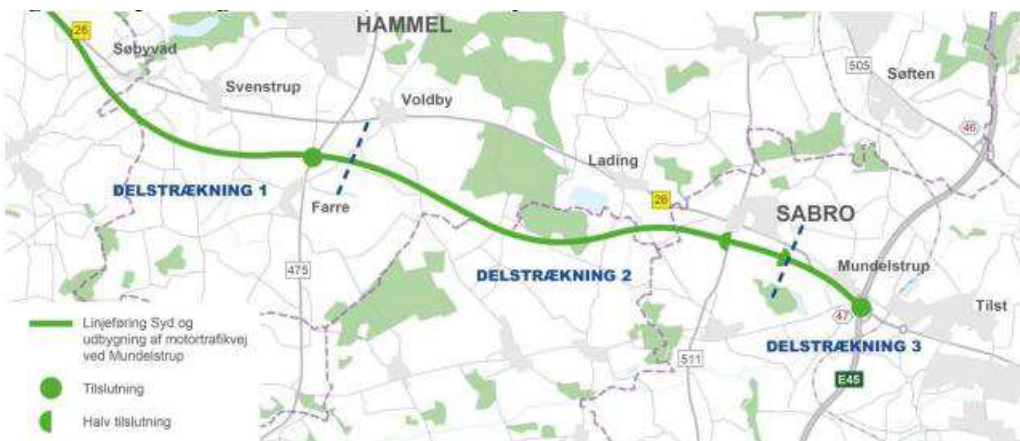 HAMMEL
26
Søbyvad
Svenstrup
Voldby
505
Søften
46
Lading
DELSTRÆKNING 1
Farre
26
SABRO
475
DELSTRÆKNING 2
Mundelstrup
47
Tilst
DELSTRÆKNING 3
511
E45
Linjeføring Syd og
udbygning af motortrafikvej
ved Mundelstrup
Tilslutning
Halv tilslutning